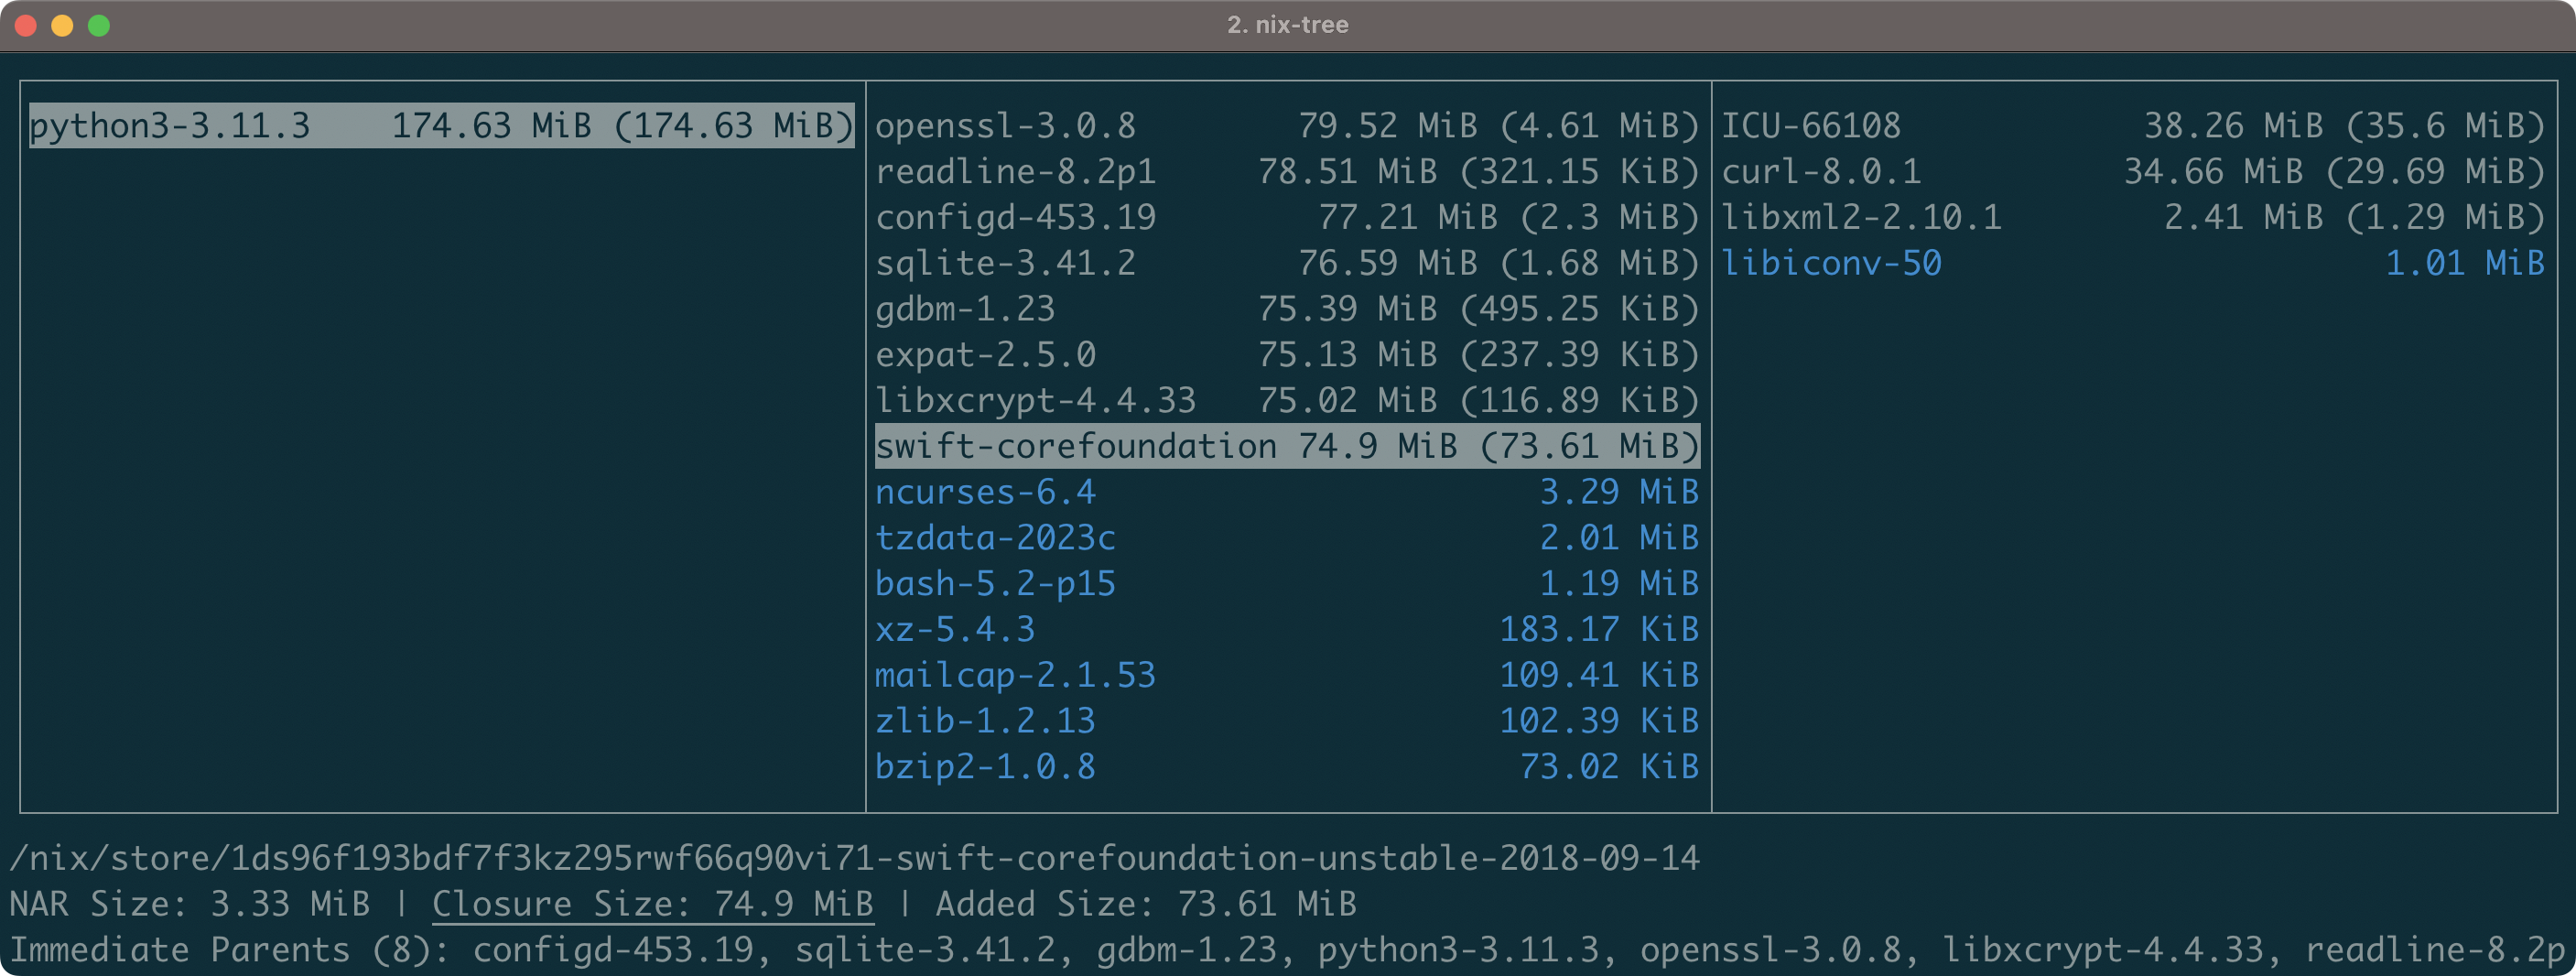 2. nix-tree
python3-3.11.3 174.63 MiB (174.63 MiB)
openssl-3.0.8 79.52 MiB (4.61 MiB)
readline-8.2p1 78.51 MiB (321.15 KiB)
configd-453.19 77.21 MiB (2.3 MiB)
sqlite-3.41.2 76.59 MiB (1.68 MiB)
gdbm-1.23 75.39 MiB (495.25 KiB)
expat-2.5.0 75.13 MiB (237.39 KiB)
libxcrypt-4.4.33 75.02 MiB (116.89 KiB)
swift-corefoundation 74.9 MiB (73.61 MiB)
ncurses-6.4 3.29 MiB
tzdata-2023c 2.01 MiB
bash-5.2-p15 1.19 MiB
xz-5.4.3 183.17 KiB
mailcap-2.1.53 109.41 KiB
zlib-1.2.13 102.39 KiB
bzip2-1.0.8 73.02 KiB
ICU-66108 38.26 MiB (35.6 MiB)
curl-8.0.1 34.66 MiB (29.69 MiB)
libxml2-2.10.1 2.41 MiB (1.29 MiB)
libiconv-50 1.01 MiB
/nix/store/1ds96f193bdf7f3kz295rwf66q90vi71-swift-corefoundation-unstable-2018-09-14
NAR Size: 3.33 MiB | Closure Size: 74.9 MiB | Added Size: 73.61 MiB
Immediate Parents (8): configd-453.19, sqlite-3.41.2, gdbm-1.23, python3-3.11.3, openssl-3.0.8, libxcrypt-4.4.33, readline-8.2p